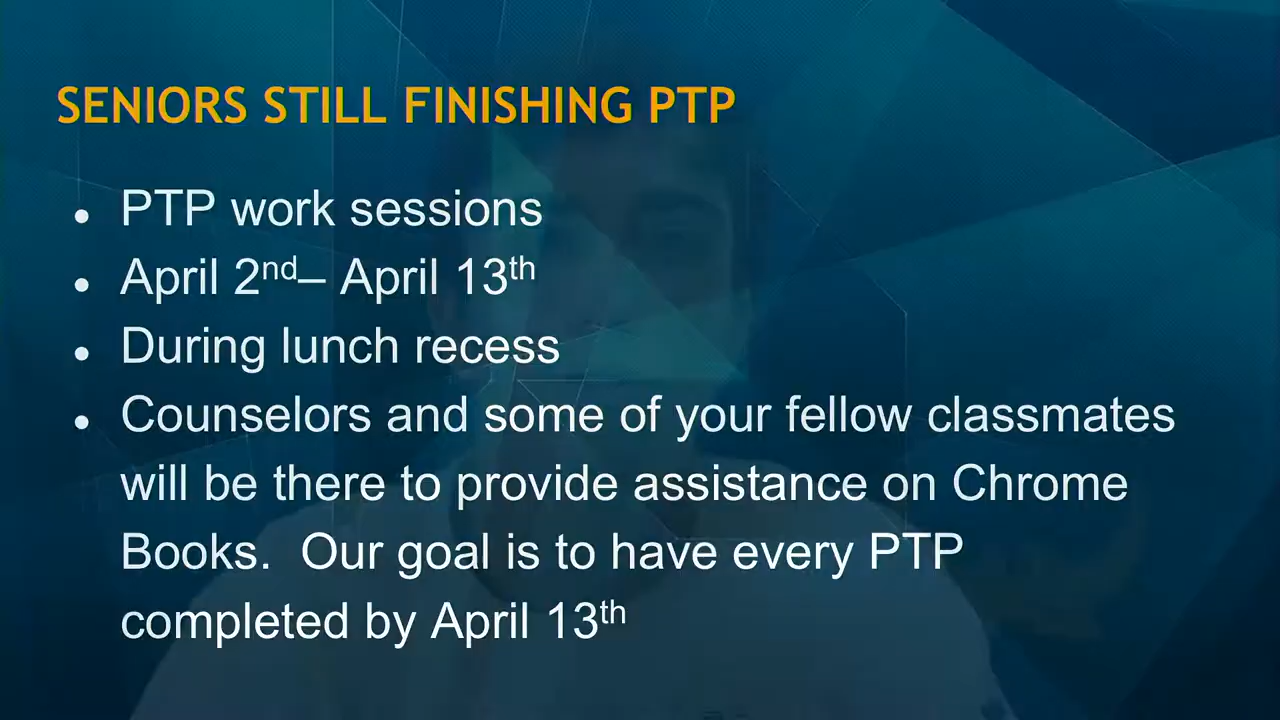 SENIORS STILL FINISHING PTP
• PTP work sessions
• April 2nd– April 13th
• During lunch recess
• Counselors and some of your fellow classmates
will be there to provide assistance on Chrome
Books.  Our goal is to have every PTP
completed by April 13th